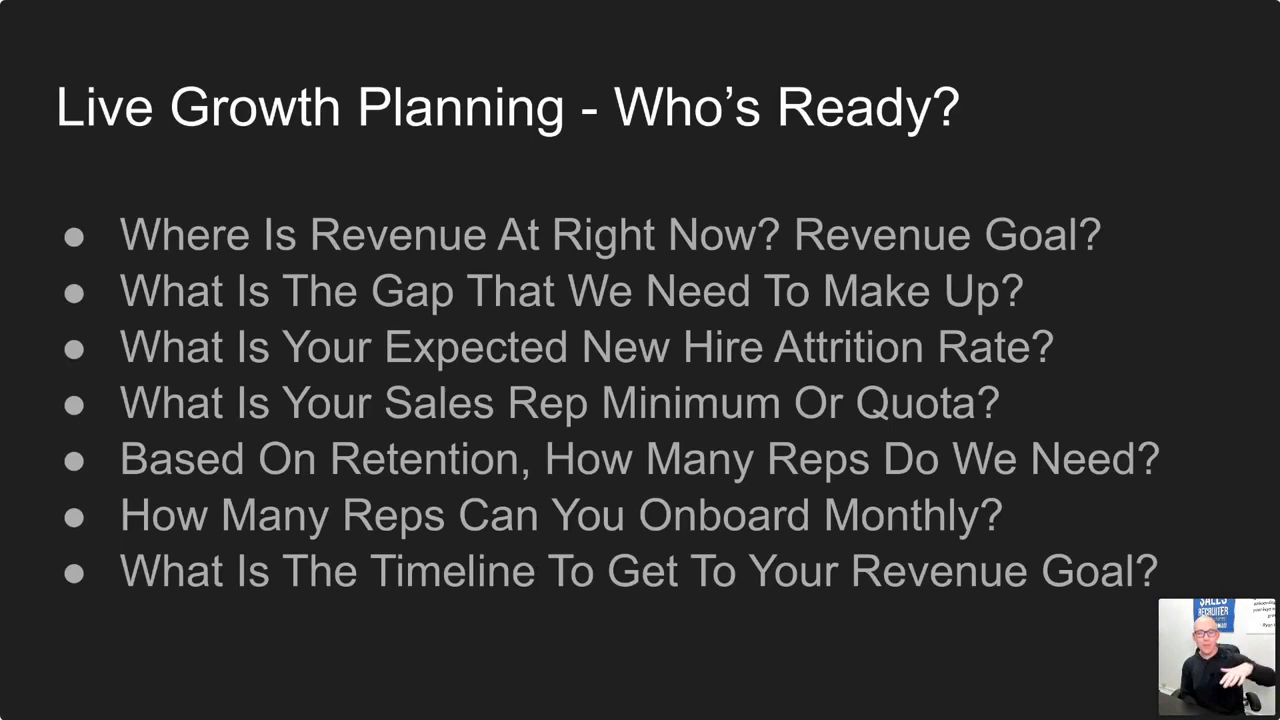 Live Growth Planning - Who’s Ready?
● Where Is Revenue At Right Now? Revenue Goal?
● What Is The Gap That We Need To Make Up?
● What Is Your Expected New Hire Attrition Rate?
● What Is Your Sales Rep Minimum Or Quota?
● Based On Retention, How Many Reps Do We Need?
● How Many Reps Can You Onboard Monthly?
● What Is The Timeline To Get To Your Revenue Goal?
SALES
RECRUITER